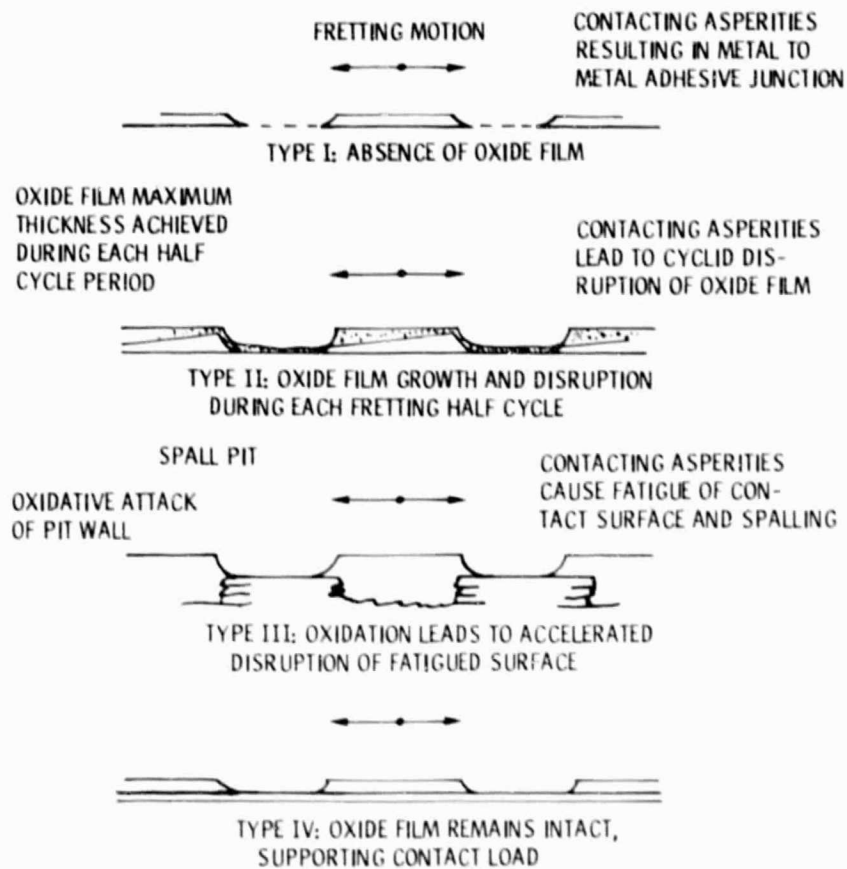 FRETTING MOTION
CONTACTING ASPERITIES
RESULTING IN METAL TO
METAL ADHESIVE JUNCTION
TYPE I: ABSENCE OF OXIDE FILM
OXIDE FILM MAXIMUM
THICKNESS ACHIEVED
DURING EACH HALF
CYCLE PERIOD
CONTACTING ASPERITIES
LEAD TO CYCLID DIS-
RUPTION OF OXIDE FILM
TYPE II: OXIDE FILM GROWTH AND DISRUPTION
DURING EACH FRETTING HALF CYCLE
SPALL PIT
OXIDATIVE ATTACK
OF PIT WALL
CONTACTING ASPERITIES
CAUSE FATIGUE OF CON-
TACT SURFACE AND SPALLING
TYPE III: OXIDATION LEADS TO ACCELERATED
DISRUPTION OF FATIGUED SURFACE
TYPE IV: OXIDE FILM REMAINS INTACT,
SUPPORTING CONTACT LOAD